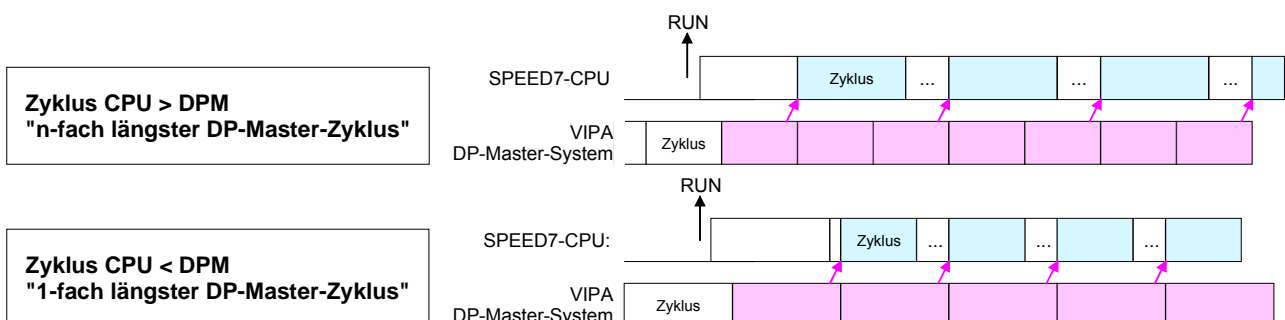 RUN
Zyklus CPU > DPM
"n-fach längster DP-Master-Zyklus"
SPEED7-CPU
Zyklus
...
...
...
VIPA
DP-Master-System
Zyklus
RUN
Zyklus CPU < DPM
"1-fach längster DP-Master-Zyklus"
SPEED7-CPU:
Zyklus
...
...
...
VIPA
DP-Master-System
Zyklus